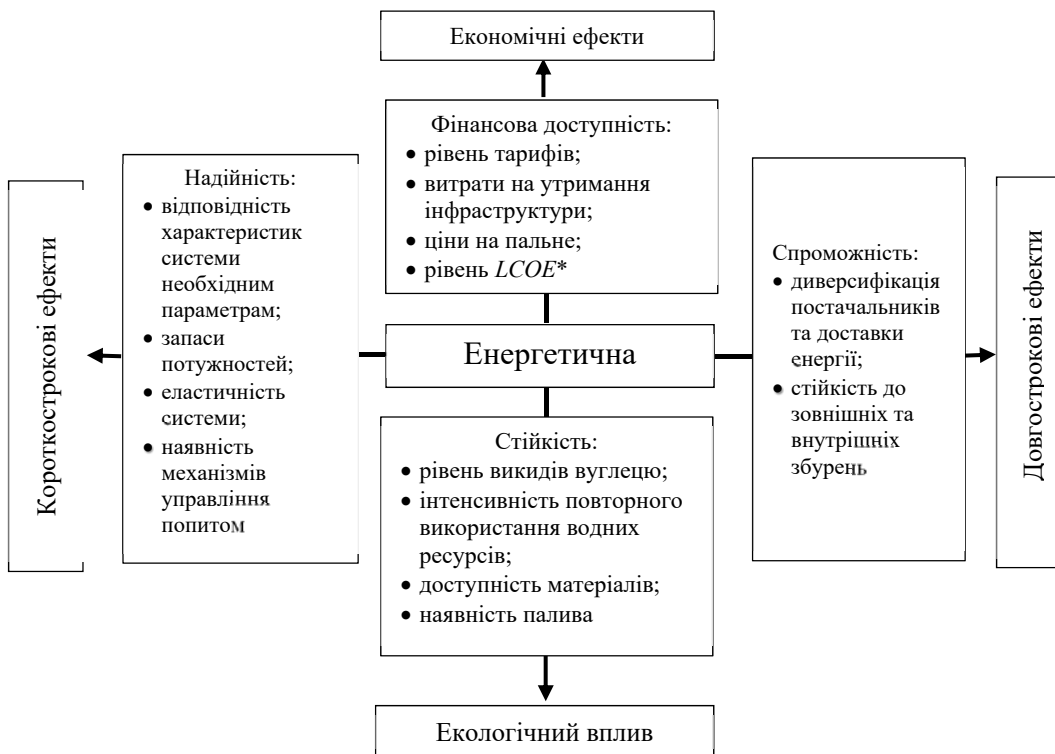 Економічні ефекти
Фінансова доступність:
• рівень тарифів;
• витрати на утримання
інфраструктури;
• ціни на пальне;
• рівень LCOE*
Короткострокові ефекти
Надійність:
• відповідність
характеристик
системи
необхідним
параметрам;
• запаси
потужностей;
• еластичність
системи;
• наявність
механізмів
управління
попитом
Енергетична
Спроможність:
• диверсифікація
постачальників
та доставки
енергії;
• стійкість до
зовнішніх та
внутрішніх
збурень
Довгострокові ефекти
Стійкість:
• рівень викидів вуглецю;
• інтенсивність повторного
використання водних
ресурсів;
• доступність матеріалів;
• наявність палива
Екологічний вплив